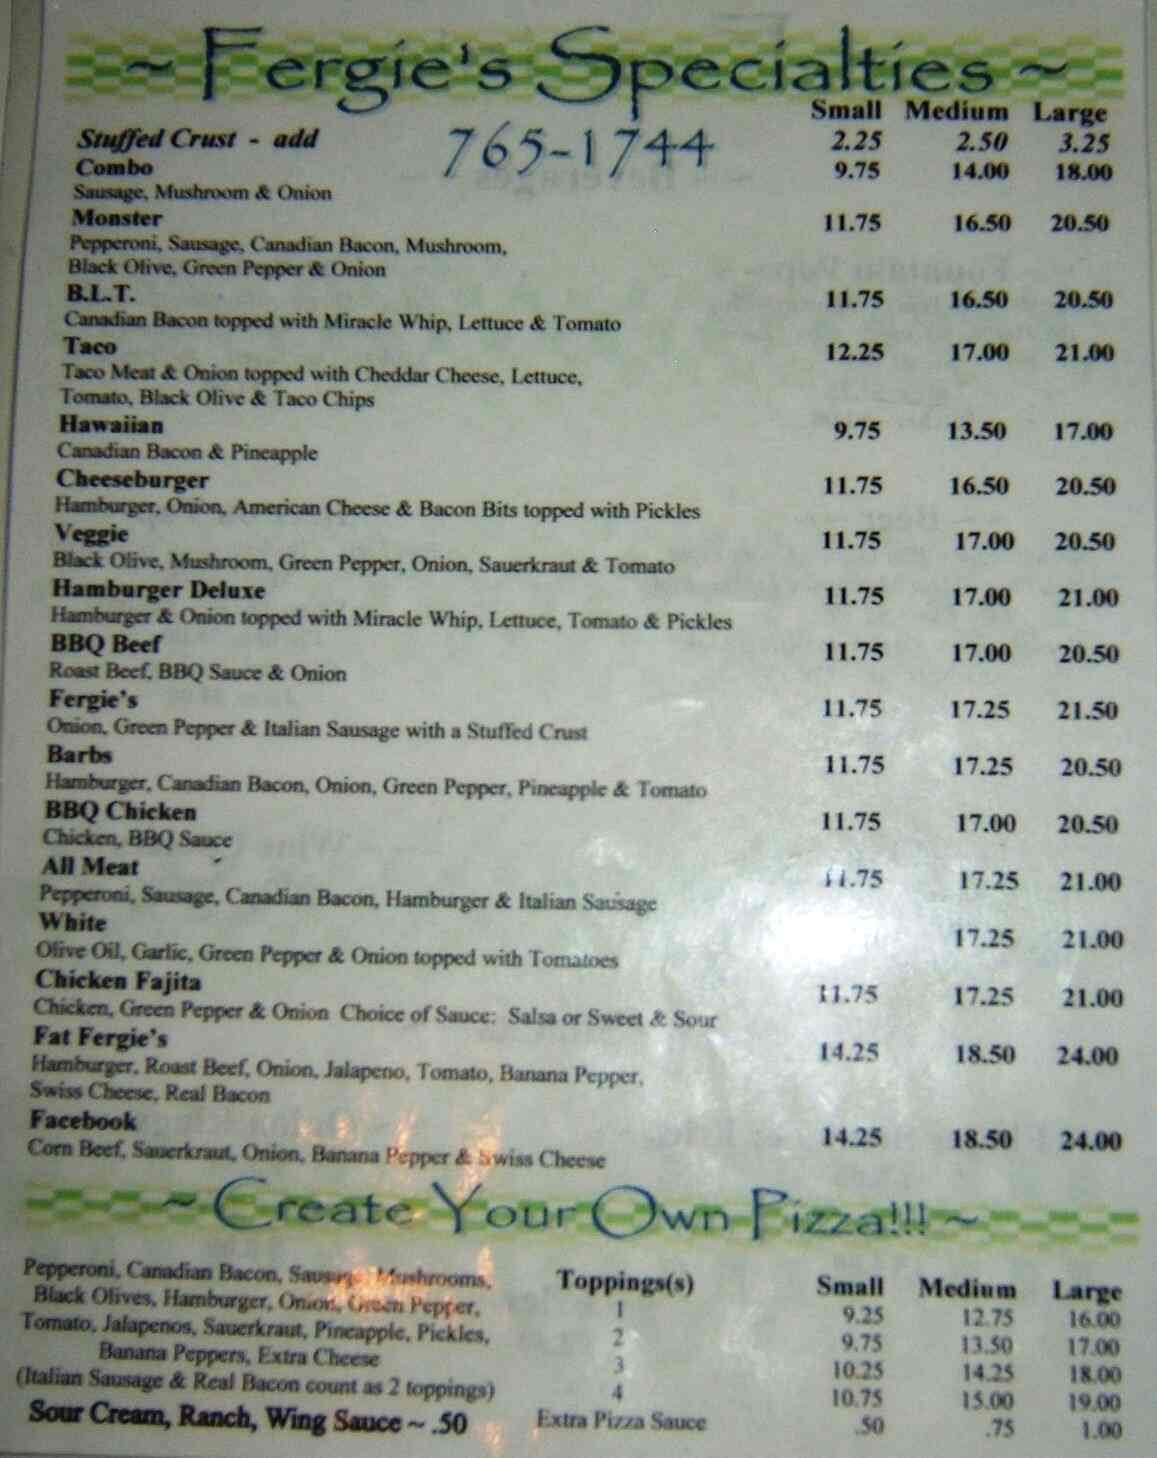 ~ Fergie's Specialties ~
Small Medium Large
Stuffed Crust - add 2.25 2.50 3.25
765-1744
Combo 9.75 14.00 18.00
Sausage, Mushroom & Onion
Monster 11.75 16.50 20.50
Pepperoni, Sausage, Canadian Bacon, Mushroom,
Black Olive, Green Pepper & Onion
B.L.T. 11.75 16.50 20.50
Canadian Bacon topped with Miracle Whip, Lettuce & Tomato
Taco 12.25 17.00 21.00
Taco Meat & Onion topped with Cheddar Cheese, Lettuce,
Tomato, Black Olive & Taco Chips
Hawaiian 9.75 13.50 17.00
Canadian Bacon & Pineapple
Cheeseburger 11.75 16.50 20.50
Hamburger, Onion, American Cheese & Bacon Bits topped with Pickles
Veggie 11.75 17.00 20.50
Black Olive, Mushroom, Green Pepper, Onion, Sauerkraut & Tomato
Hamburger Deluxe 11.75 17.00 21.00
Hamburger & Onion topped with Miracle Whip, Lettuce, Tomato & Pickles
BBQ Beef 11.75 17.00 20.50
Roast Beef, BBQ Sauce & Onion
Fergie's 11.75 17.25 21.50
Onion, Green Pepper & Italian Sausage with a Stuffed Crust
Barbs 11.75 17.25 20.50
Hamburger, Canadian Bacon, Onion, Green Pepper, Pineapple & Tomato
BBQ Chicken 11.75 17.00 20.50
Chicken, BBQ Sauce
All Meat 11.75 17.25 21.00
Pepperoni, Sausage, Canadian Bacon, Hamburger & Italian Sausage
White 17.25 21.00
Olive Oil, Garlic, Green Pepper & Onion topped with Tomatoes
Chicken Fajita 11.75 17.25 21.00
Chicken, Green Pepper & Onion Choice of Sauce: Salsa or Sweet & Sour
Fat Fergie's 14.25 18.50 24.00
Hamburger, Roast Beef, Onion, Jalapeno, Tomato, Banana Pepper,
Swiss Cheese, Real Bacon
Facebook 14.25 18.50 24.00
Corn Beef, Sauerkraut, Onion, Banana Pepper & Swiss Cheese
~ Create Your Own Pizza!!! ~
Pepperoni, Canadian Bacon, Sausage, Mushrooms,
Black Olives, Hamburger, Onion, Green Pepper,
Tomato, Jalapenos, Sauerkraut, Pineapple, Pickles,
Banana Peppers, Extra Cheese
(Italian Sausage & Real Bacon count as 2 toppings)
Sour Cream, Ranch, Wing Sauce ~ .50
Toppings(s) Small Medium Large
1 9.25 12.75 16.00
2 9.75 13.50 17.00
3 10.25 14.25 18.00
4 10.75 15.00 19.00
Extra Pizza Sauce .50 .75 1.00